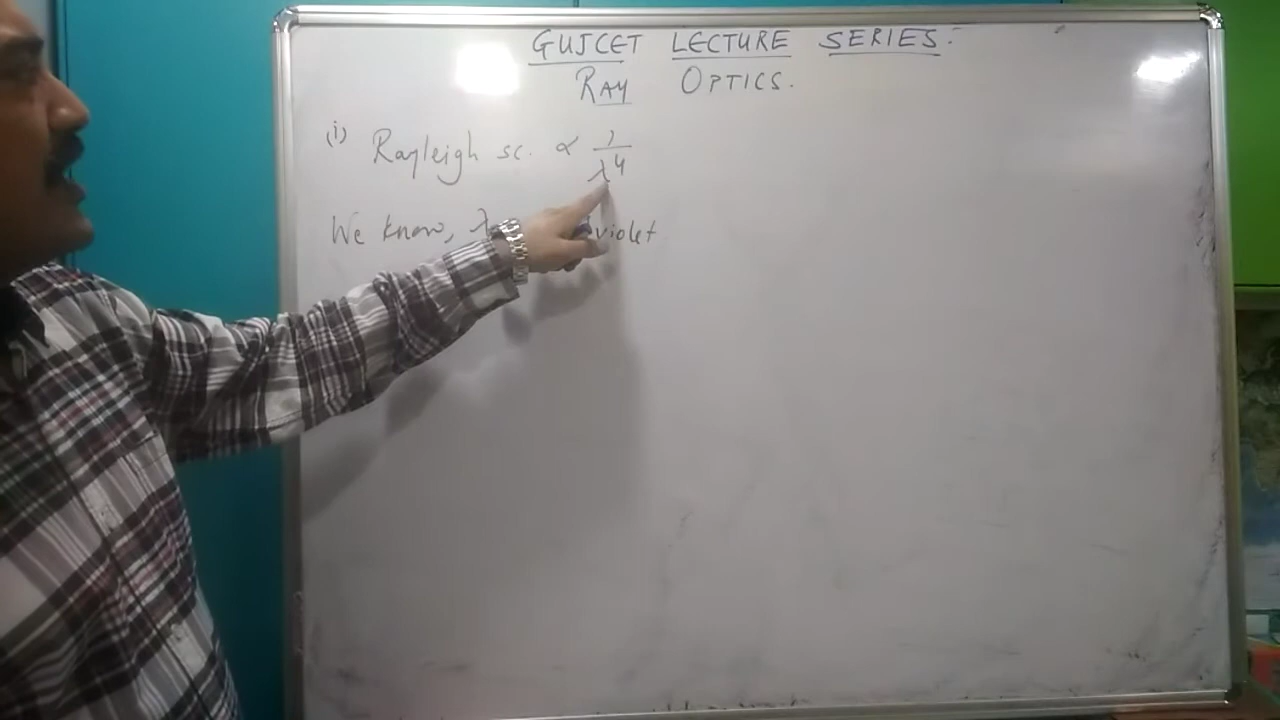 GUJCET LECTURE SERIES.
RAY OPTICS.
(i) Rayleigh sc. ∝ 1/λ⁴
We know, λ violet